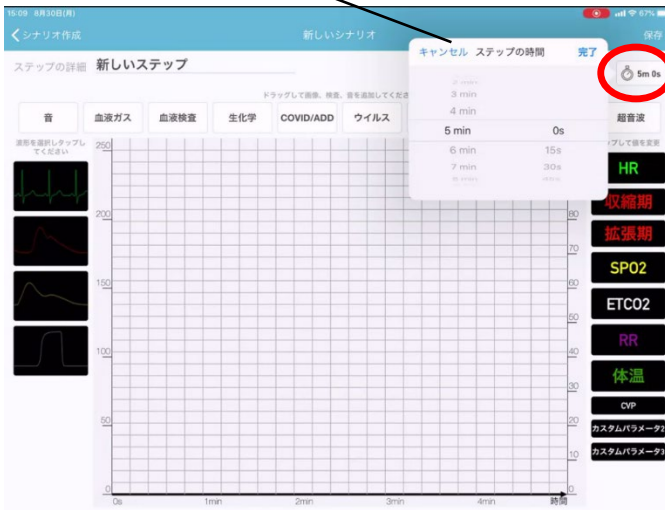 15:09 8月30日(月)
67%
シナリオ作成
新しいシナリオ
保存
ステップの詳細 新しいステップ
キャンセル ステップの時間 完了
5m 0s
3 min
4 min
5 min 0s
6 min 15s
7 min 30s
ドラッグして画像、検査、音を追加してくださ
音
血液ガス
血液検査
生化学
COVID/ADD
ウイルス
超音波
波形を選択しタップし
てください
プして値を変更
250
200
150
100
50
0
80
70
60
50
40
30
20
10
0
0s
1min
2min
3min
4min
時間
HR
収縮期
拡張期
SPO2
ETCO2
RR
体温
CVP
カスタムパラメータ2
カスタムパラメータ3